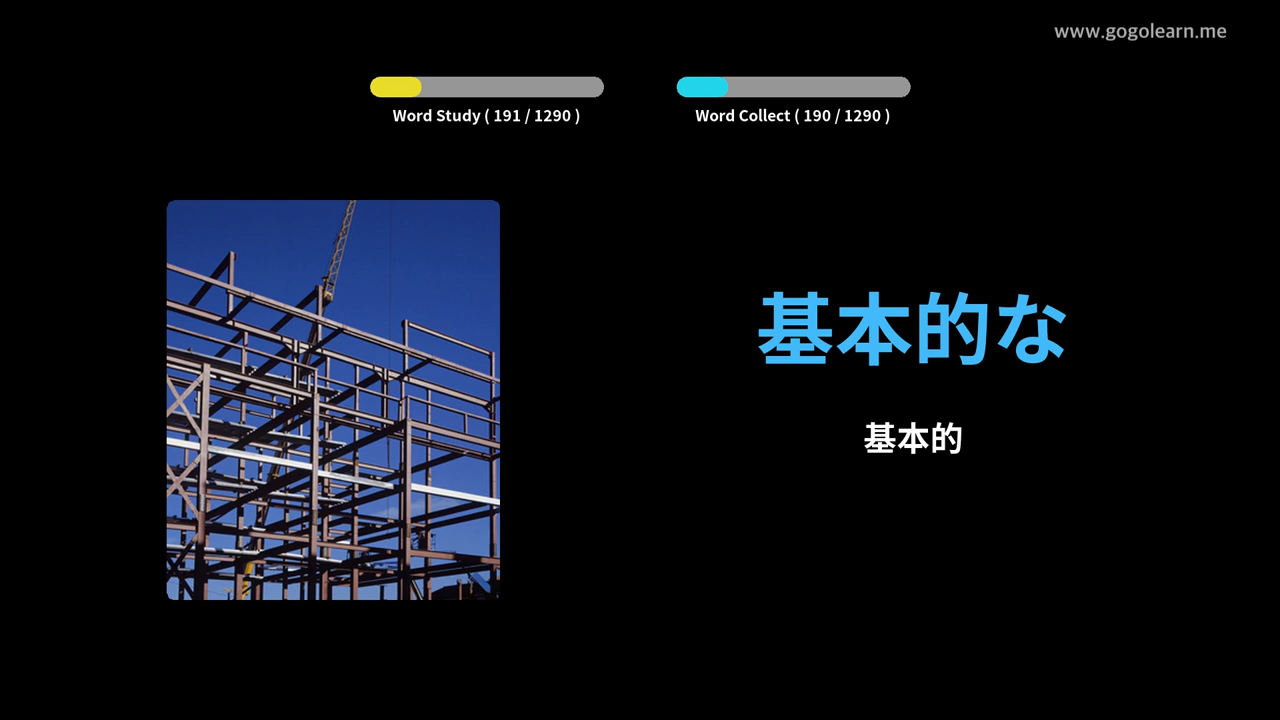 www.gogolearn.me
Word Study ( 191 / 1290 )
Word Collect ( 190 / 1290 )
基本的な
基本的